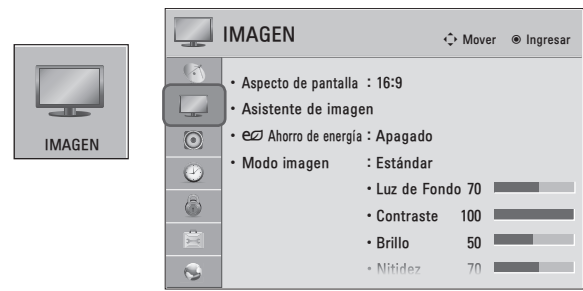 IMAGEN
IMAGEN
Mover Ingresar
• Aspecto de pantalla : 16:9
• Asistente de imagen
• Ahorro de energía : Apagado
• Modo imagen : Estándar
• Luz de Fondo 70
• Contraste 100
• Brillo 50
• Nitidez 70